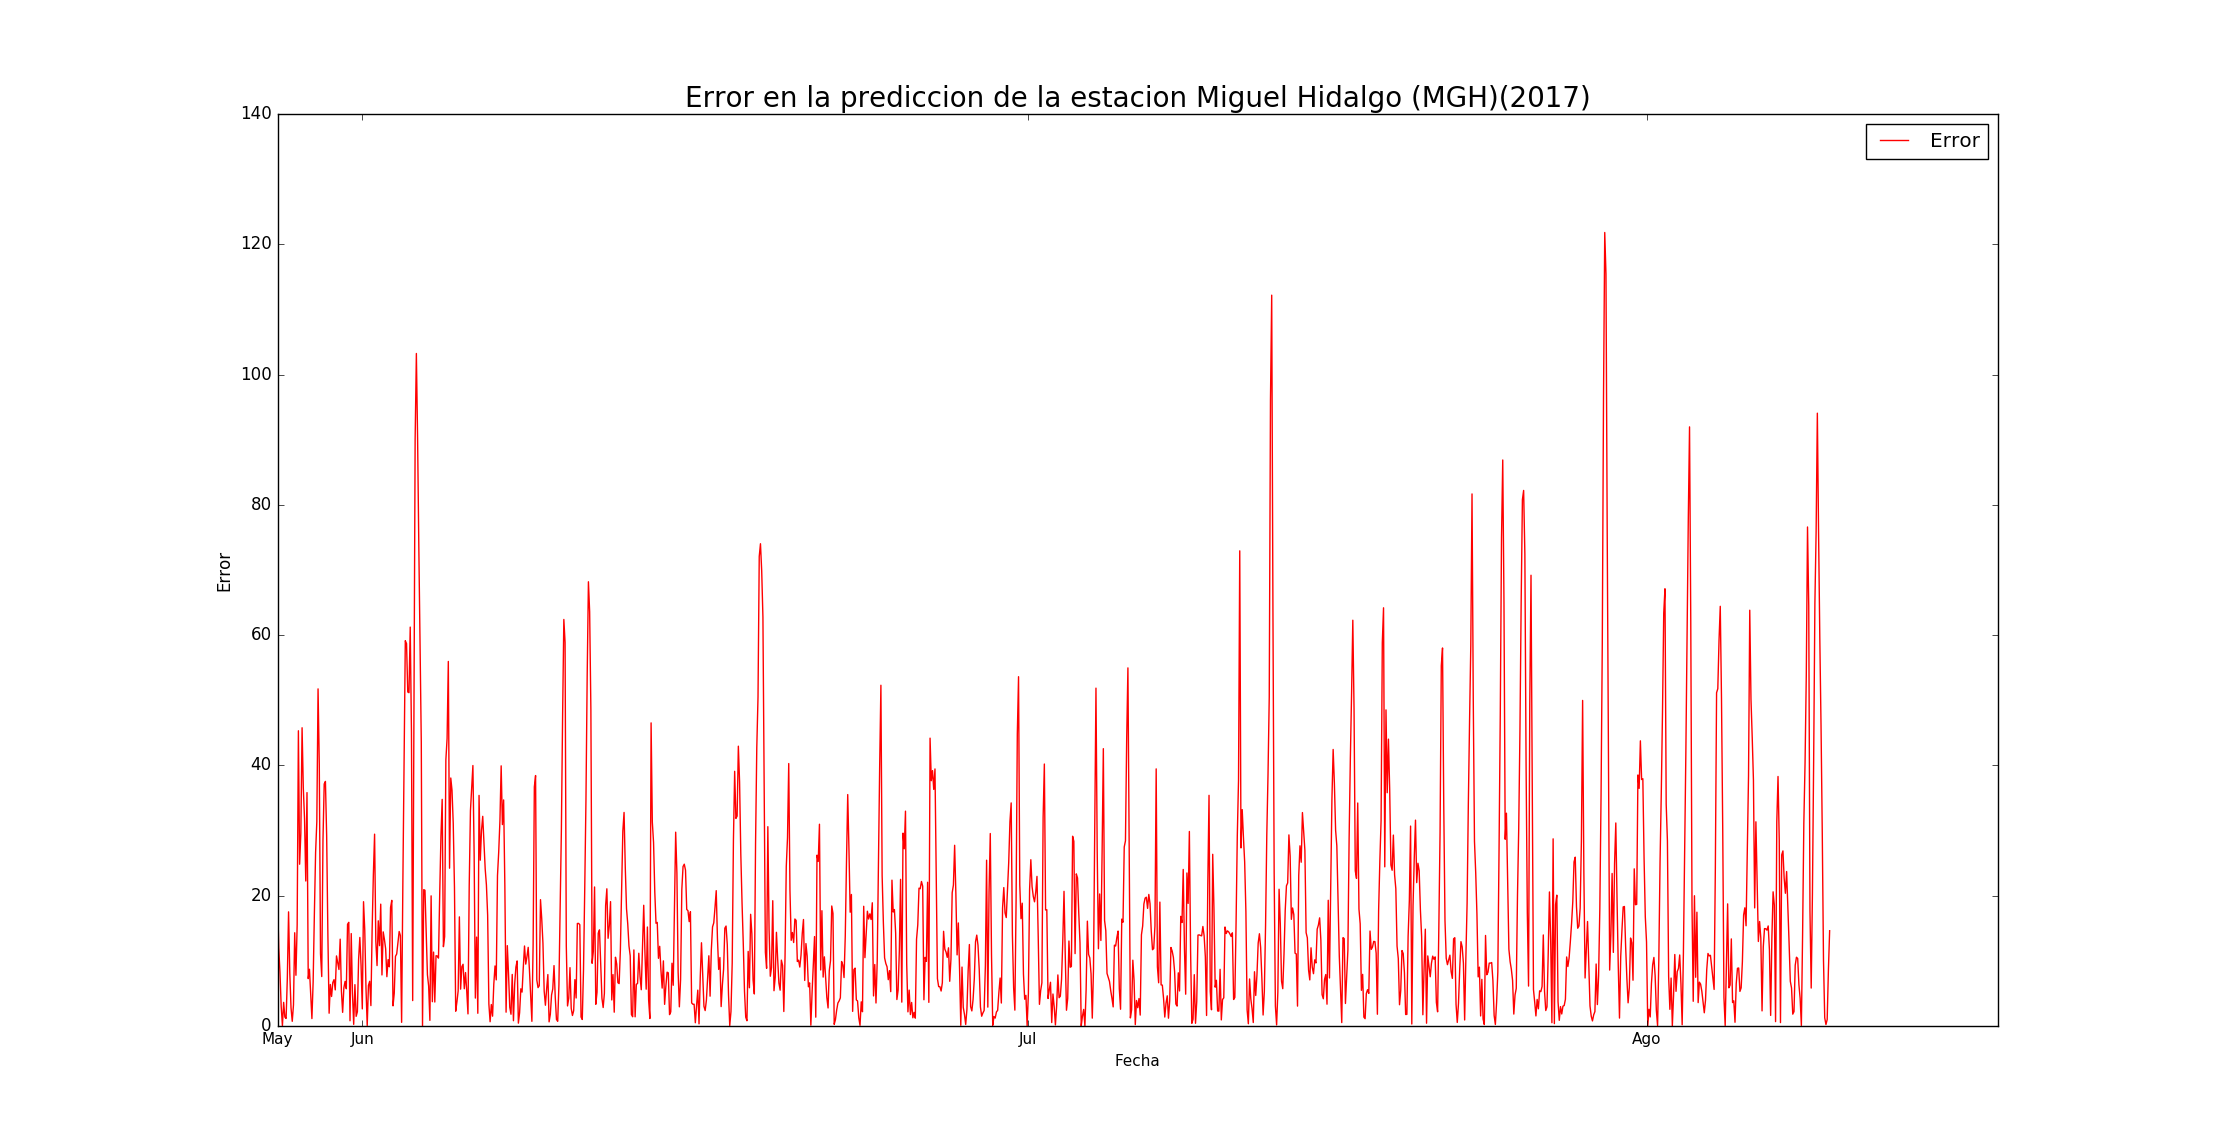 Error en la prediccion de la estacion Miguel Hidalgo (MGH)(2017)
140
120
100
80
60
40
20
0
Error
Error
May
Jun
Jul
Ago
Fecha